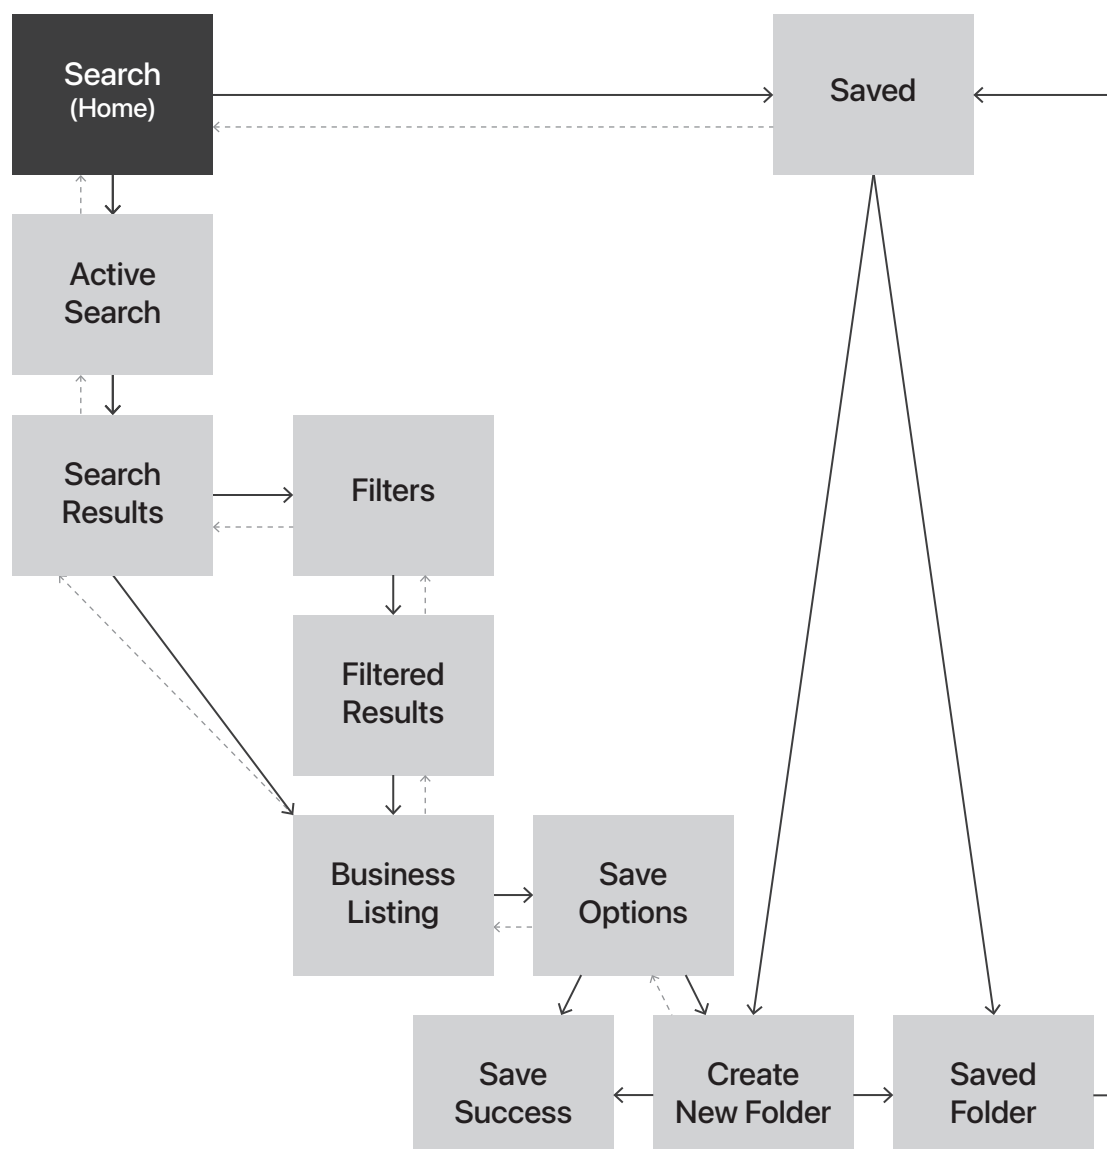 Search
(Home)
Saved
Active
Search
Search
Results
Filters
Filtered
Results
Business
Listing
Save
Options
Save
Success
Create
New Folder
Saved
Folder